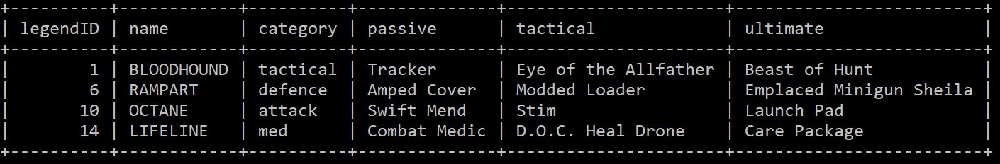 +----------+------------+----------+--------------+----------------------+-------------------------+
| legendID | name       | category | passive      | tactical             | ultimate                |
+----------+------------+----------+--------------+----------------------+-------------------------+
|        1 | BLOODHOUND | tactical | Tracker      | Eye of the Allfather | Beast of Hunt           |
|        6 | RAMPART    | defence  | Amped Cover  | Modded Loader        | Emplaced Minigun Sheila |
|       10 | OCTANE     | attack   | Swift Mend   | Stim                 | Launch Pad              |
|       14 | LIFELINE   | med      | Combat Medic | D.O.C. Heal Drone    | Care Package            |
+----------+------------+----------+--------------+----------------------+-------------------------+